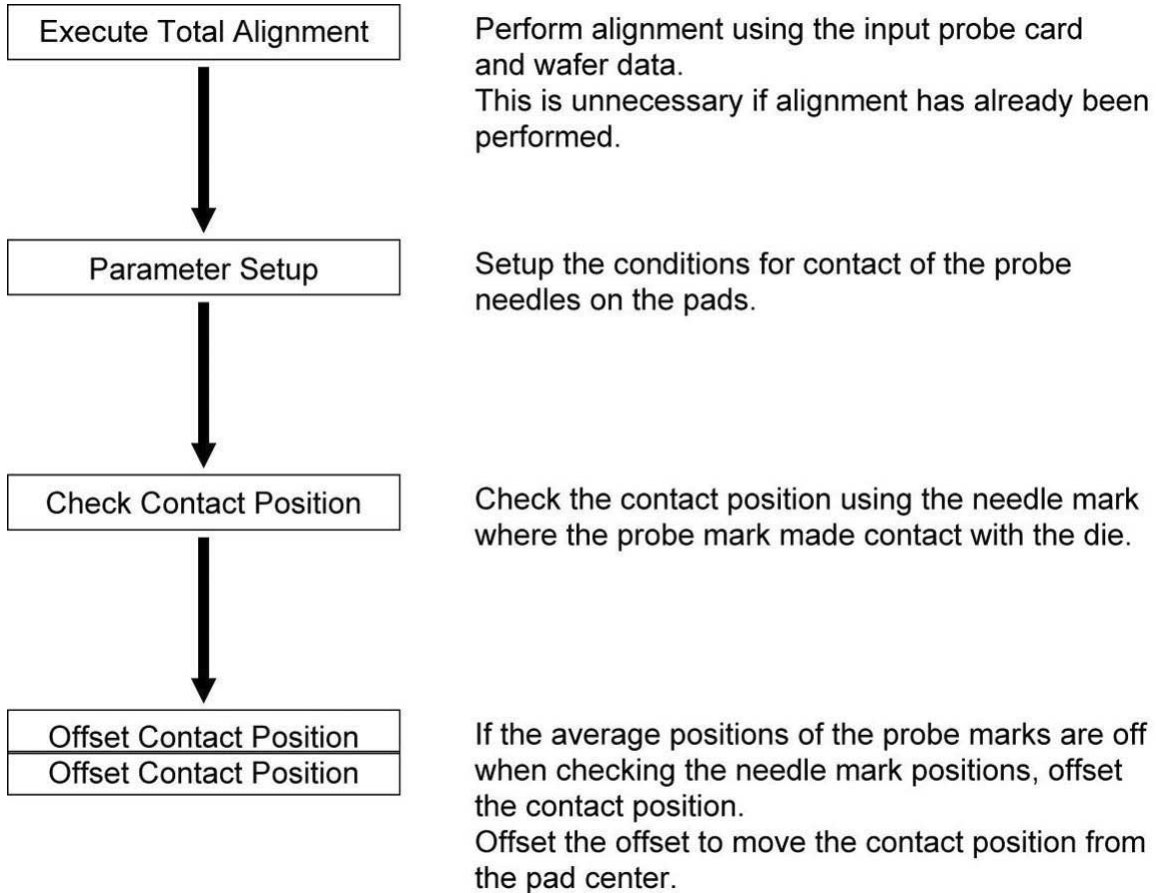 Execute Total Alignment
Perform alignment using the input probe card
and wafer data.
This is unnecessary if alignment has already been
performed.
Parameter Setup
Setup the conditions for contact of the probe
needles on the pads.
Check Contact Position
Check the contact position using the needle mark
where the probe mark made contact with the die.
Offset Contact Position
Offset Contact Position
If the average positions of the probe marks are off
when checking the needle mark positions, offset
the contact position.
Offset the offset to move the contact position from
the pad center.